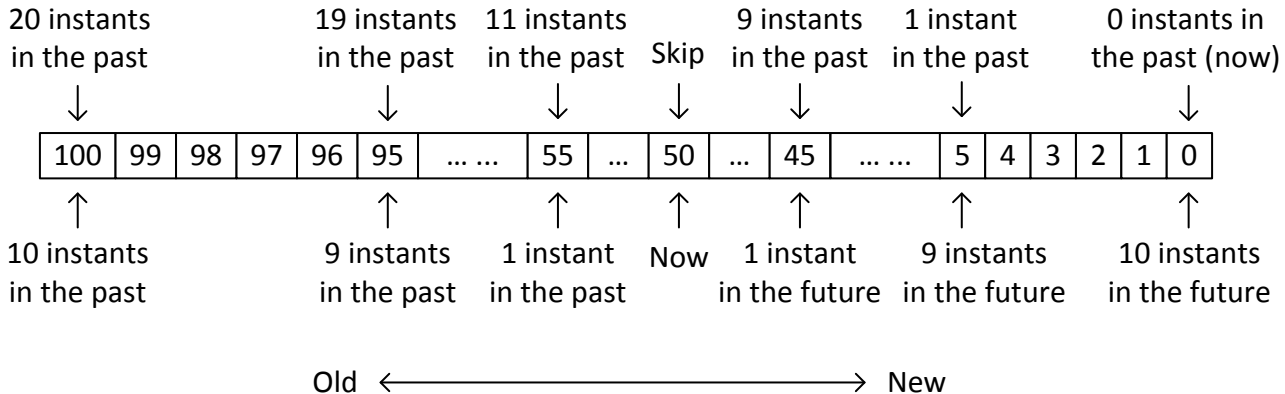 20 instants
in the past
19 instants
in the past
11 instants
in the past
Skip
9 instants
in the past
1 instant
in the past
0 instants in
the past (now)
100 99 98 97 96 95 ... ... 55 ... 50 ... 45 ... ... 5 4 3 2 1 0
10 instants
in the past
9 instants
in the past
1 instant
in the past
Now
1 instant
in the future
9 instants
in the future
10 instants
in the future
Old New